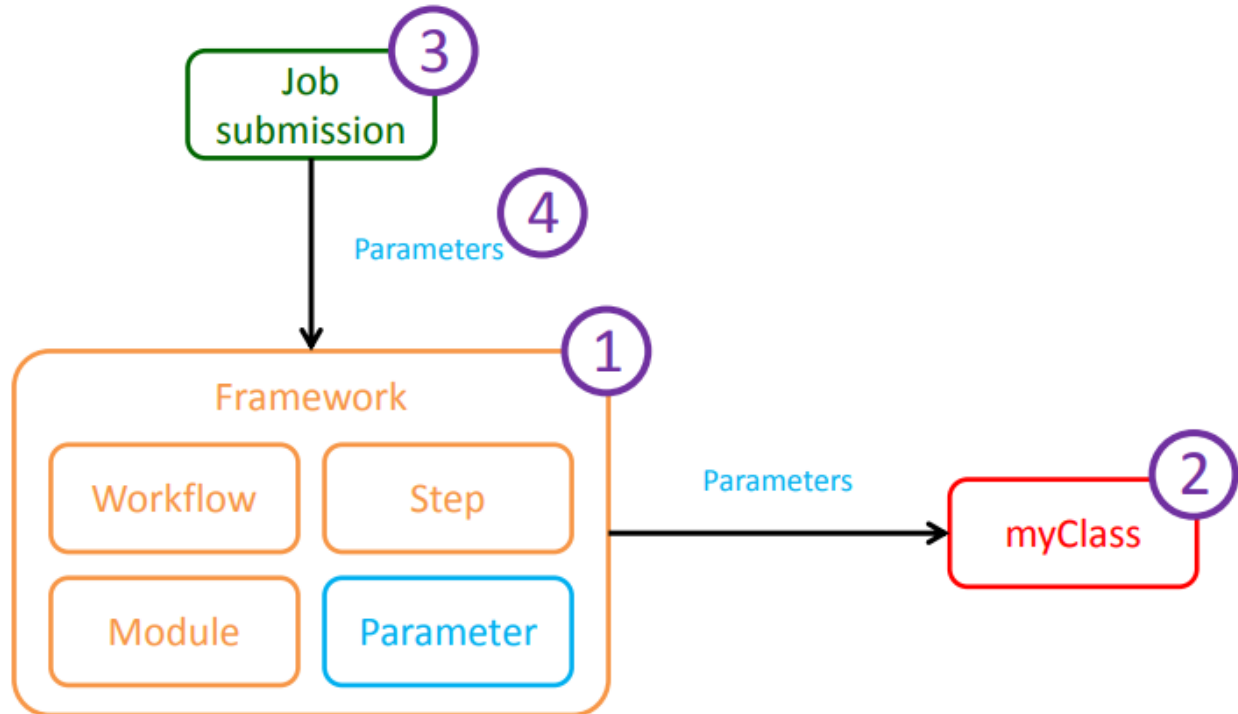 3
Job
submission
4
Parameters
1
Framework
Workflow
Step
Parameters
2
myClass
Module
Parameter